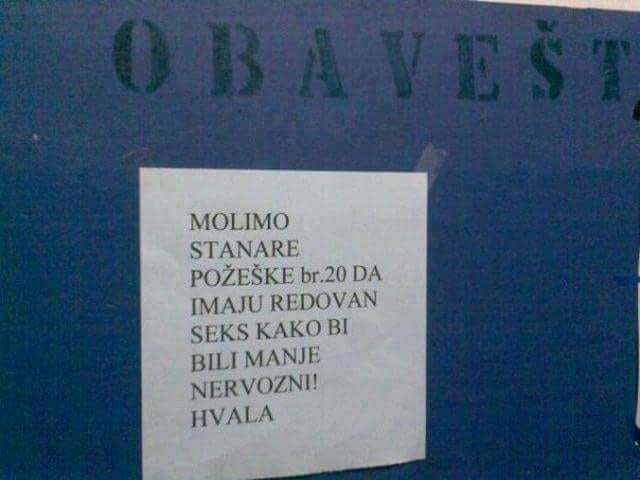 OBAVEŠT
MOLIMO
STANARE
POŽEŠKE br.20 DA
IMAJU REDOVAN
SEKS KAKO BI
BILI MANJE
NERVOZNI!
HVALA